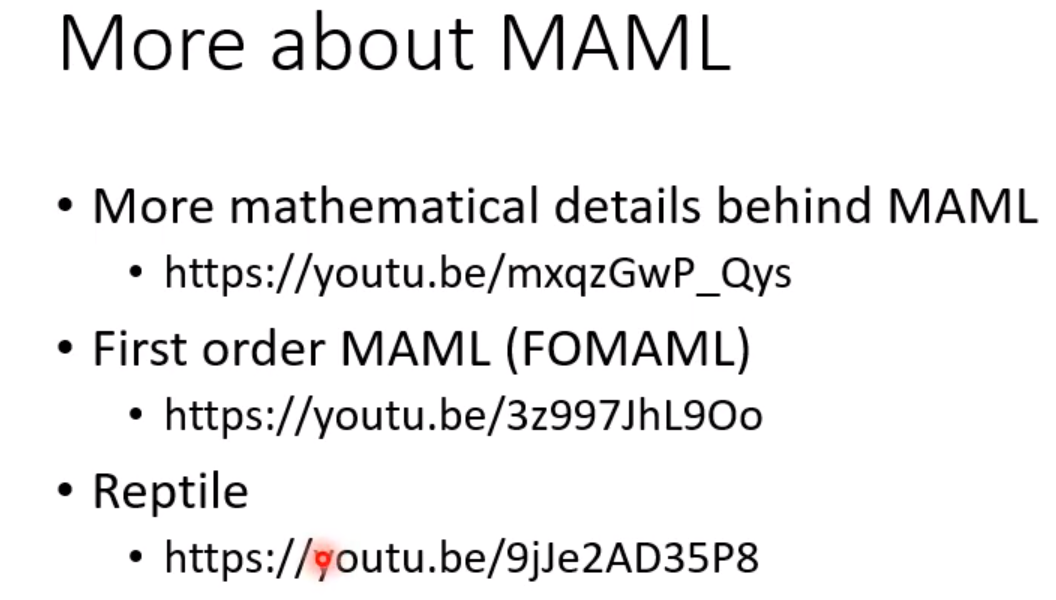 More about MAML
• More mathematical details behind MAML
• https://youtu.be/mxqzGwP_Qys
• First order MAML (FOMAML)
• https://youtu.be/3z997JhL9Oo
• Reptile
• https://youtu.be/9jJe2AD35P8